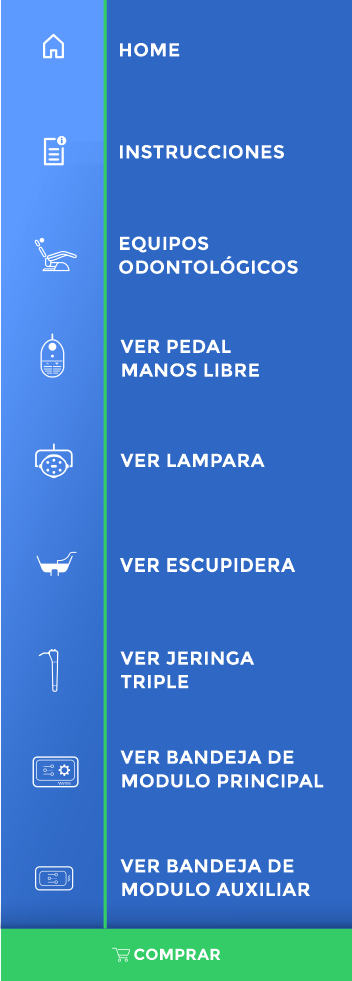 HOME
INSTRUCCIONES
EQUIPOS
ODONTOLÓGICOS
VER PEDAL
MANOS LIBRE
VER LAMPARA
VER ESCUPIDERA
VER JERINGA
TRIPLE
VER BANDEJA DE
MODULO PRINCIPAL
VER BANDEJA DE
MODULO AUXILIAR
COMPRAR